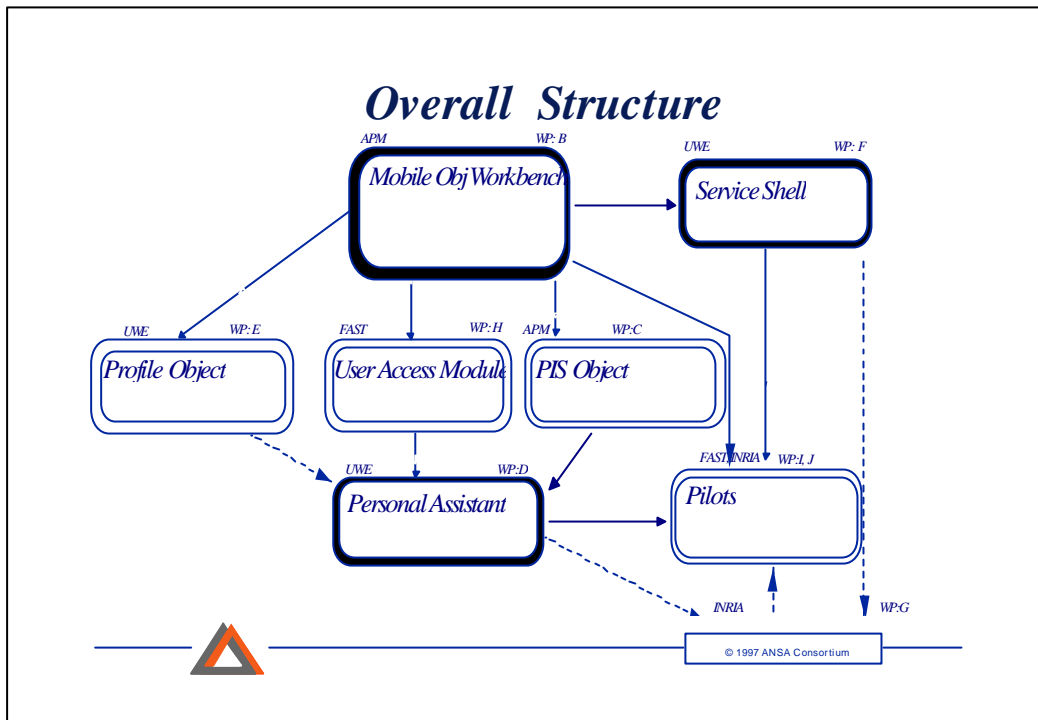 Overall Structure
APM WP: B
Mobile Obj Workbench
UWE WP: F
Service Shell
UWE WP: E
Profile Object
FAST WP: H
User Access Module
APM WP:C
PIS Object
UWE WP:D
Personal Assistant
FAST/INRIA WP:I, J
Pilots
INRIA WP:G
© 1997 ANSA Consortium